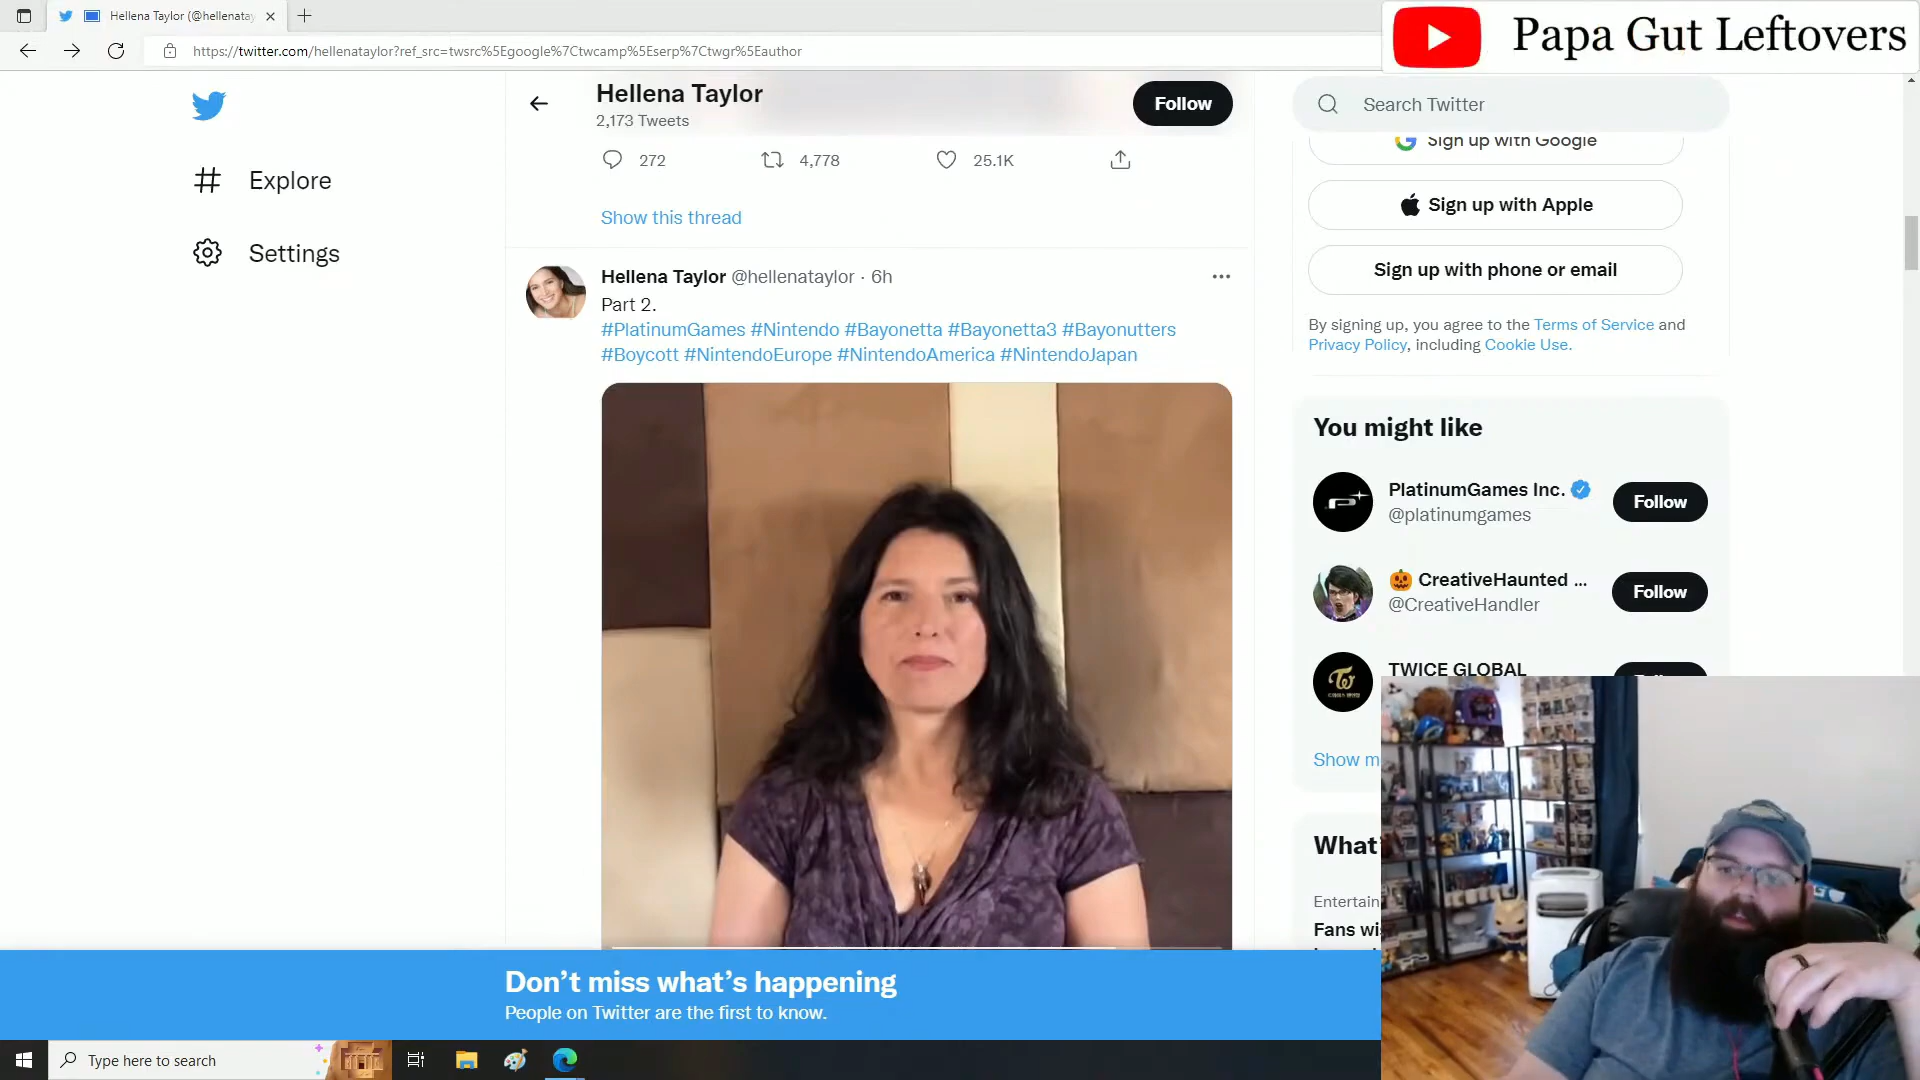 Hellena Taylor (@hellenatay
https://twitter.com/hellenataylor?ref_src=twsrc%5Egoogle%7Ctwcamp%5Eserp%7Ctwgr%5Eauthor
Papa Gut Leftovers
Explore
Settings
Hellena Taylor
2,173 Tweets
Follow
272
4,778
25.1K
Show this thread
Hellena Taylor @hellenataylor · 6h
Part 2.
#PlatinumGames #Nintendo #Bayonetta #Bayonetta3 #Bayonutters
#Boycott #NintendoEurope #NintendoAmerica #NintendoJapan
Search Twitter
Sign up with Google
Sign up with Apple
Sign up with phone or email
By signing up, you agree to the Terms of Service and
Privacy Policy, including Cookie Use.
You might like
PlatinumGames Inc.
@platinumgames
Follow
CreativeHaunted ...
@CreativeHandler
Follow
TWICE GLOBAL
Show m
What'
Entertain
Fans wi
Don’t miss what’s happening
People on Twitter are the first to know.
Type here to search